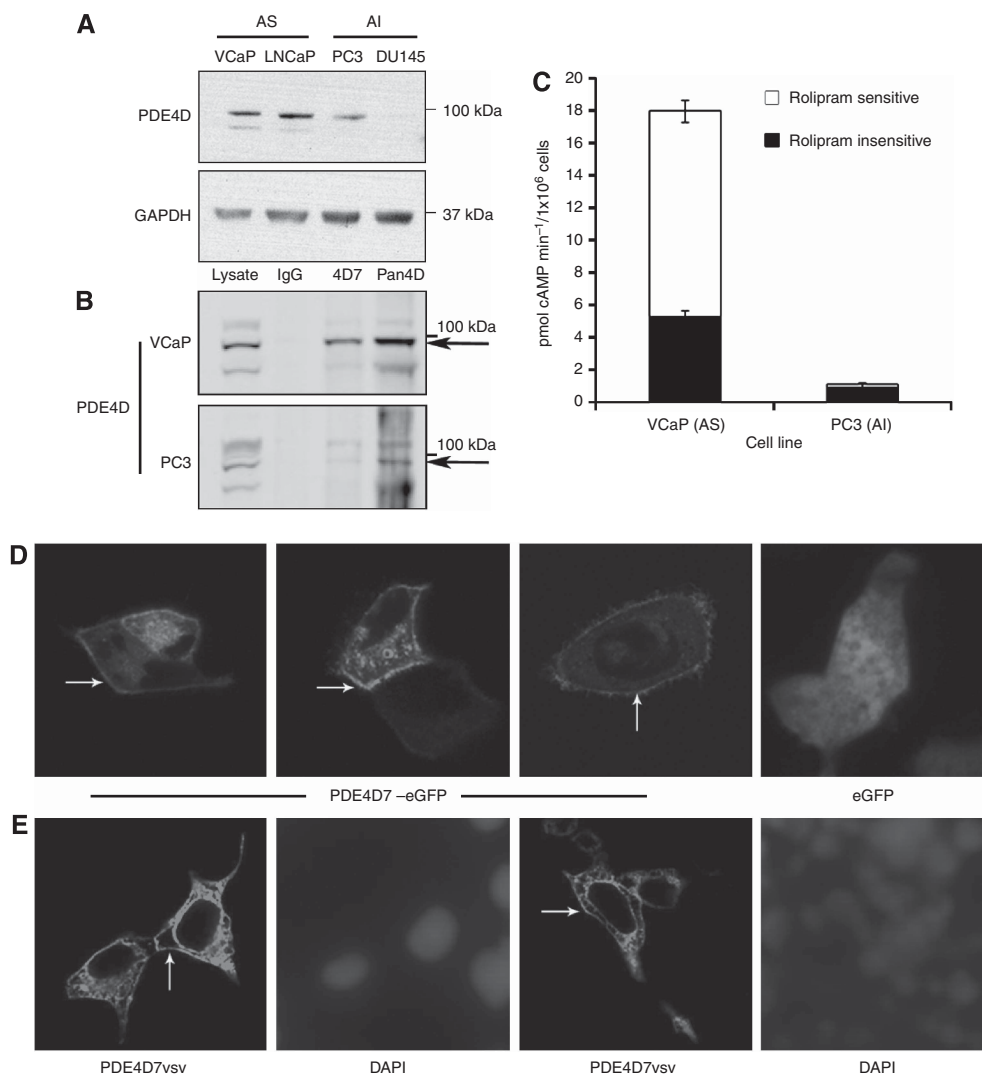 A
AS AI
VCaP LNCaP PC3 DU145
PDE4D
100 kDa
GAPDH
37 kDa
B
Lysate IgG 4D7 Pan4D
VCaP
100 kDa
PDE4D
PC3
100 kDa
C
pmol cAMP min⁻¹/1x10⁶ cells
20
18
16
14
12
10
8
6
4
2
0
Rolipram sensitive
Rolipram insensitive
VCaP (AS) PC3 (AI)
Cell line
D
PDE4D7 –eGFP eGFP
E
PDE4D7vsv DAPI PDE4D7vsv DAPI